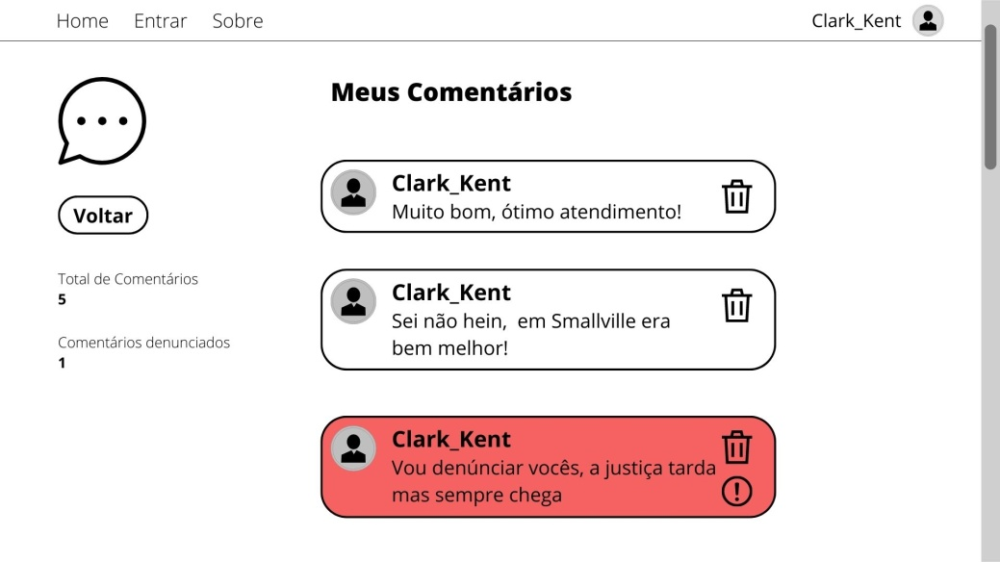 Home Entrar Sobre Clark_Kent
Meus Comentários
Voltar
Total de Comentários
5
Comentários denunciados
1
Clark_Kent
Muito bom, ótimo atendimento!
Clark_Kent
Sei não hein, em Smallville era
bem melhor!
Clark_Kent
Vou denúnciar vocês, a justiça tarda
mas sempre chega